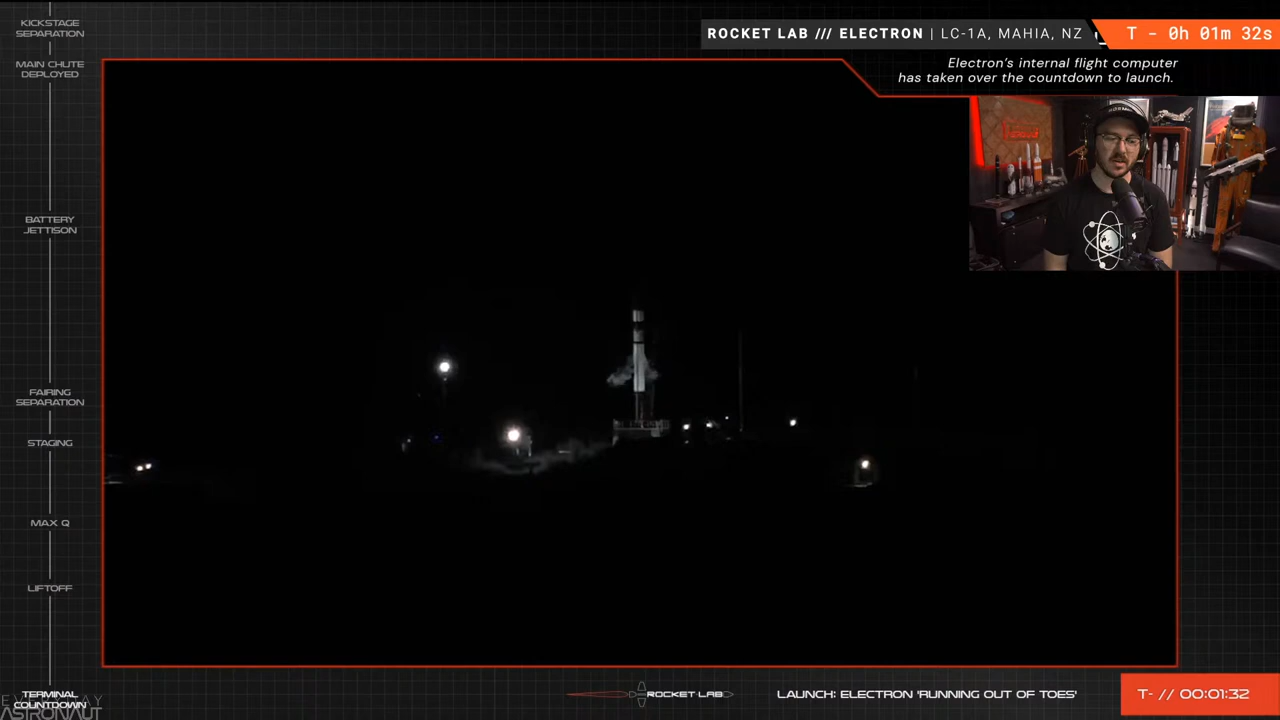 KICKSTAGE
SEPARATION
MAIN CHUTE
DEPLOYED
BATTERY
JETTISON
FAIRING
SEPARATION
STAGING
MAX Q
LIFTOFF
TERMINAL
COUNTDOWN
ASTRONAUT
ROCKET LAB /// ELECTRON | LC-1A, MAHIA, NZ
T - 0h 01m 32s
Electron's internal flight computer
has taken over the countdown to launch.
ROCKET LAB
LAUNCH: ELECTRON 'RUNNING OUT OF TOES'
T- // 00:01:32